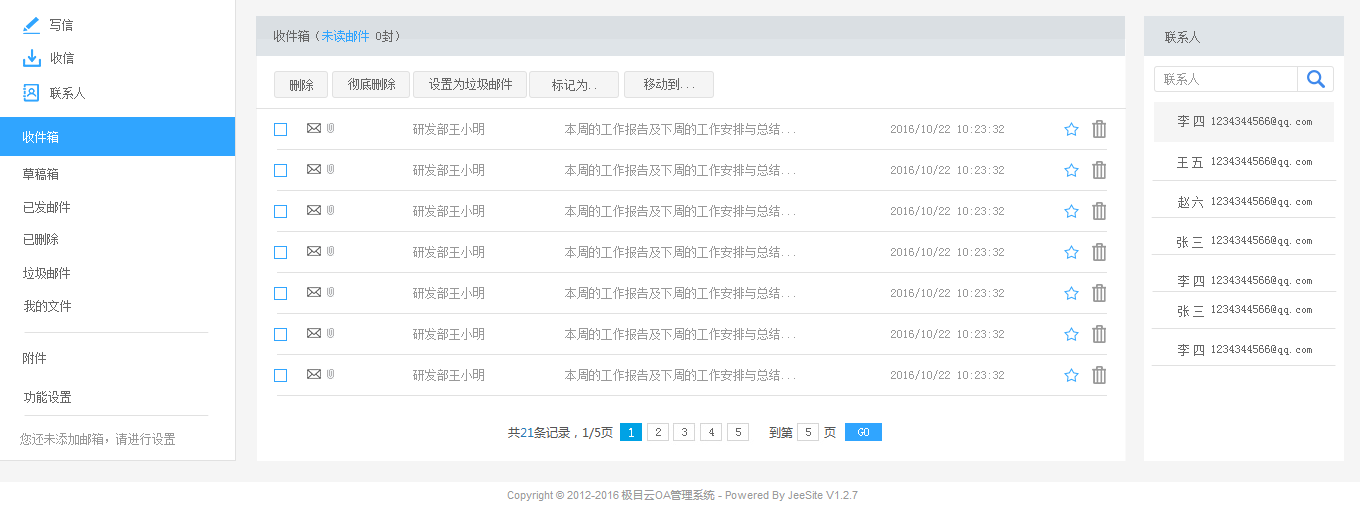 写信
收信
联系人
收件箱
草稿箱
已发邮件
已删除
垃圾邮件
我的文件
附件
功能设置
您还未添加邮箱，请进行设置
收件箱（未读邮件 0封）
删除 彻底删除 设置为垃圾邮件 标记为.. 移动到...
研发部王小明 本周的工作报告及下周的工作安排与总结... 2016/10/22 10:23:32
研发部王小明 本周的工作报告及下周的工作安排与总结... 2016/10/22 10:23:32
研发部王小明 本周的工作报告及下周的工作安排与总结... 2016/10/22 10:23:32
研发部王小明 本周的工作报告及下周的工作安排与总结... 2016/10/22 10:23:32
研发部王小明 本周的工作报告及下周的工作安排与总结... 2016/10/22 10:23:32
研发部王小明 本周的工作报告及下周的工作安排与总结... 2016/10/22 10:23:32
研发部王小明 本周的工作报告及下周的工作安排与总结... 2016/10/22 10:23:32
共21条记录，1/5页 1 2 3 4 5 到第 5 页 GO
联系人
联系人
李 四 1234344566@qq.com
王 五 1234344566@qq.com
赵 六 1234344566@qq.com
张 三 1234344566@qq.com
李 四 1234344566@qq.com
张 三 1234344566@qq.com
李 四 1234344566@qq.com
Copyright © 2012-2016 极目云OA管理系统 - Powered By JeeSite V1.2.7